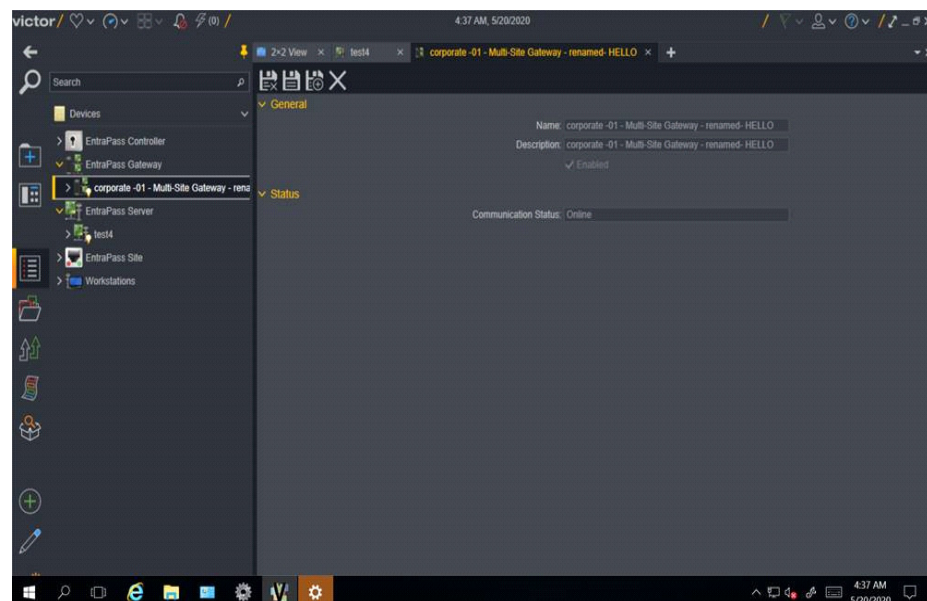 victor
(0)
4:37 AM, 5/20/2020
2×2 View
test4
corporate -01 - Multi-Site Gateway - renamed- HELLO
Search
Devices
EntraPass Controller
EntraPass Gateway
corporate -01 - Multi-Site Gateway - rena
EntraPass Server
test4
EntraPass Site
Workstations
General
Name: corporate -01 - Multi-Site Gateway - renamed- HELLO
Description: corporate -01 - Multi-Site Gateway - renamed- HELLO
Enabled
Status
Communication Status: Online
4:37 AM
5/20/2020